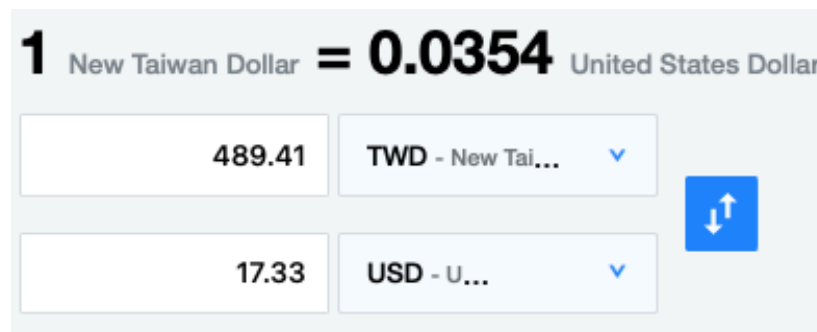 1 New Taiwan Dollar = 0.0354 United States Dollar
489.41 TWD - New Tai...
17.33 USD - U...